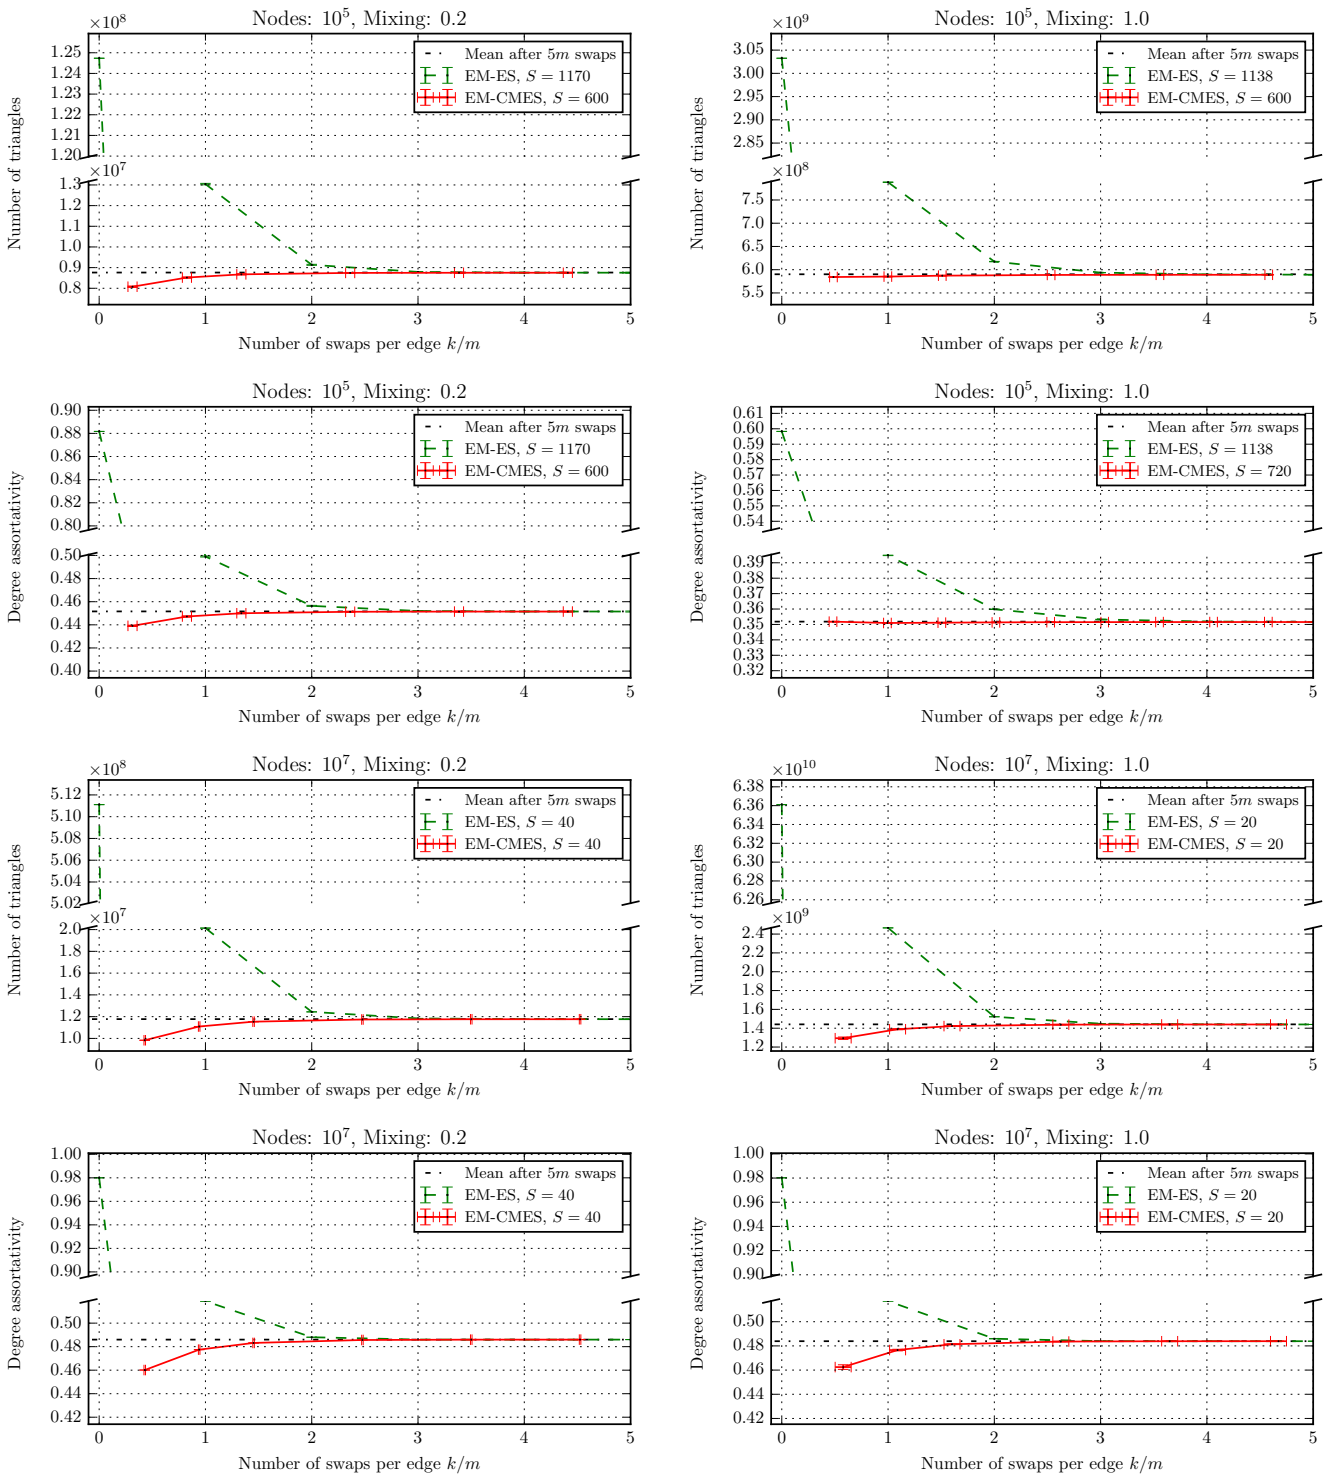 Nodes: 10^5, Mixing: 0.2
×10^8
1.25
1.24
1.23
1.22
1.21
1.20
×10^7
1.3
1.2
1.1
1.0
0.9
0.8
Number of triangles
Mean after 5m swaps
EM-ES, S = 1170
EM-CMES, S = 600
0 1 2 3 4 5
Number of swaps per edge k/m
Nodes: 10^5, Mixing: 1.0
×10^9
3.05
3.00
2.95
2.90
2.85
×10^8
7.5
7.0
6.5
6.0
5.5
Number of triangles
Mean after 5m swaps
EM-ES, S = 1138
EM-CMES, S = 600
0 1 2 3 4 5
Number of swaps per edge k/m
Nodes: 10^5, Mixing: 0.2
0.90
0.88
0.86
0.84
0.82
0.80
0.50
0.48
0.46
0.44
0.42
0.40
Degree assortativity
Mean after 5m swaps
EM-ES, S = 1170
EM-CMES, S = 600
0 1 2 3 4 5
Number of swaps per edge k/m
Nodes: 10^5, Mixing: 1.0
0.61
0.60
0.59
0.58
0.57
0.56
0.55
0.54
0.39
0.38
0.37
0.36
0.35
0.34
0.33
0.32
Degree assortativity
Mean after 5m swaps
EM-ES, S = 1138
EM-CMES, S = 720
0 1 2 3 4 5
Number of swaps per edge k/m
Nodes: 10^7, Mixing: 0.2
×10^8
5.12
5.10
5.08
5.06
5.04
5.02
×10^7
2.0
1.8
1.6
1.4
1.2
1.0
Number of triangles
Mean after 5m swaps
EM-ES, S = 40
EM-CMES, S = 40
0 1 2 3 4 5
Number of swaps per edge k/m
Nodes: 10^7, Mixing: 1.0
×10^10
6.38
6.36
6.34
6.32
6.30
6.28
6.26
×10^9
2.4
2.2
2.0
1.8
1.6
1.4
1.2
Number of triangles
Mean after 5m swaps
EM-ES, S = 20
EM-CMES, S = 20
0 1 2 3 4 5
Number of swaps per edge k/m
Nodes: 10^7, Mixing: 0.2
1.00
0.98
0.96
0.94
0.92
0.90
0.50
0.48
0.46
0.44
0.42
Degree assortativity
Mean after 5m swaps
EM-ES, S = 40
EM-CMES, S = 40
0 1 2 3 4 5
Number of swaps per edge k/m
Nodes: 10^7, Mixing: 1.0
1.00
0.98
0.96
0.94
0.92
0.90
0.50
0.48
0.46
0.44
0.42
Degree assortativity
Mean after 5m swaps
EM-ES, S = 20
EM-CMES, S = 20
0 1 2 3 4 5
Number of swaps per edge k/m